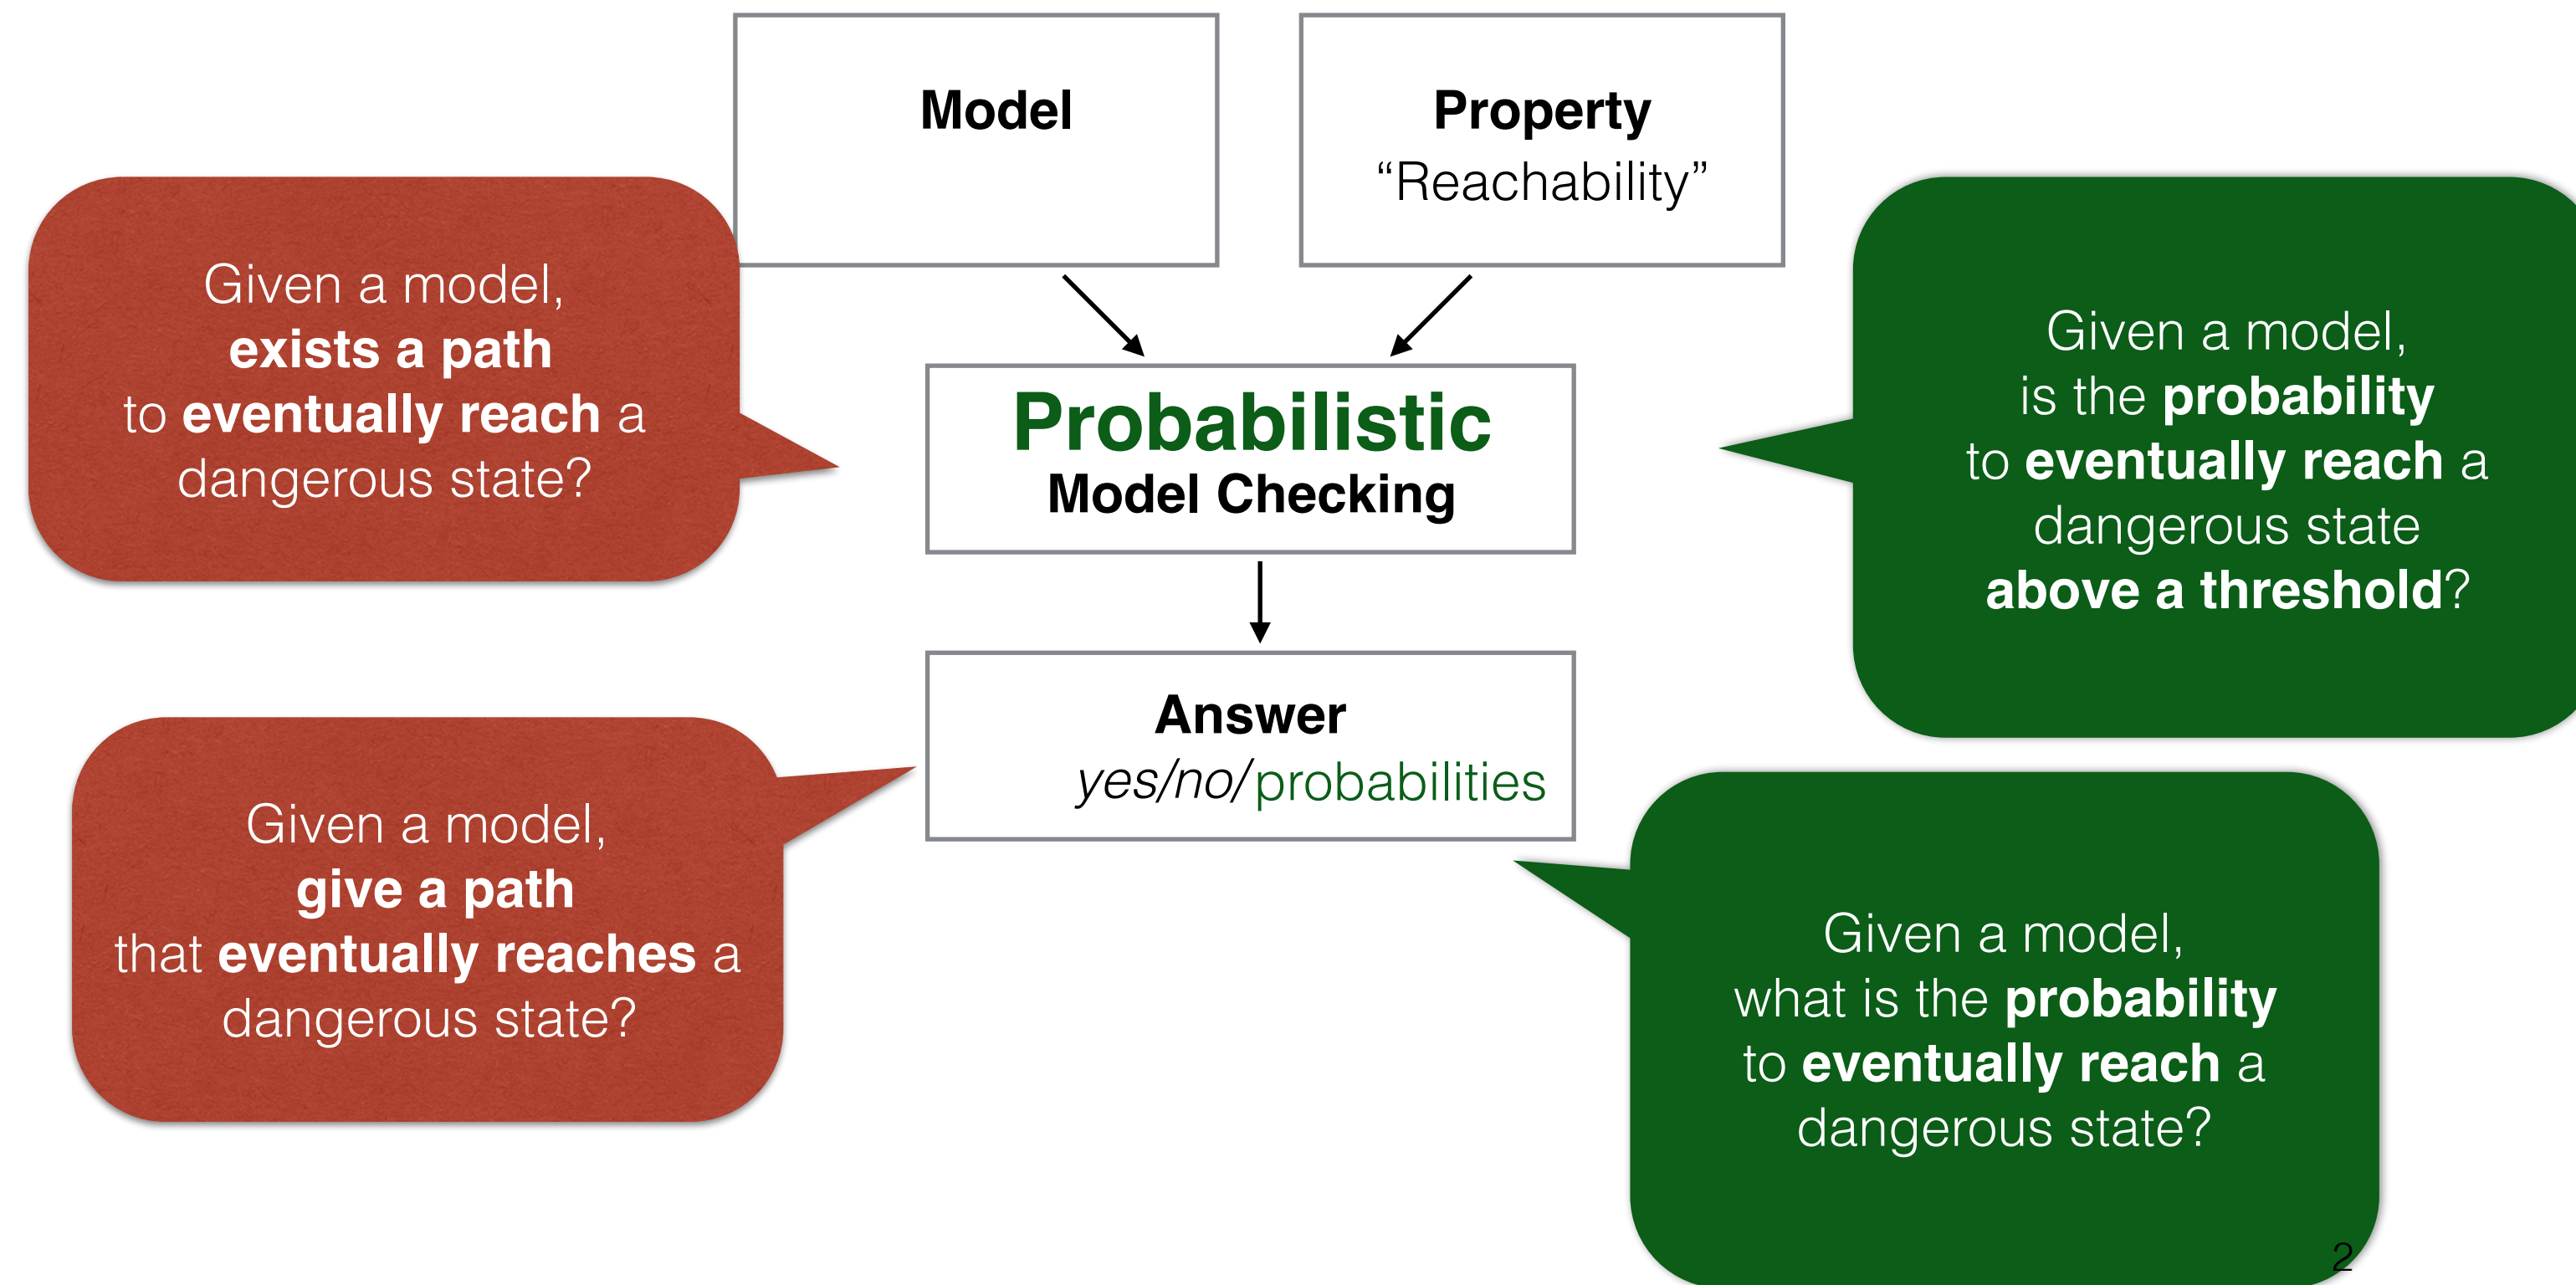 Model
Property
“Reachability”
Given a model,
exists a path
to eventually reach a
dangerous state?
Probabilistic
Model Checking
Given a model,
is the probability
to eventually reach a
dangerous state
above a threshold?
Answer
yes/no/probabilities
Given a model,
give a path
that eventually reaches a
dangerous state?
Given a model,
what is the probability
to eventually reach a
dangerous state?
2